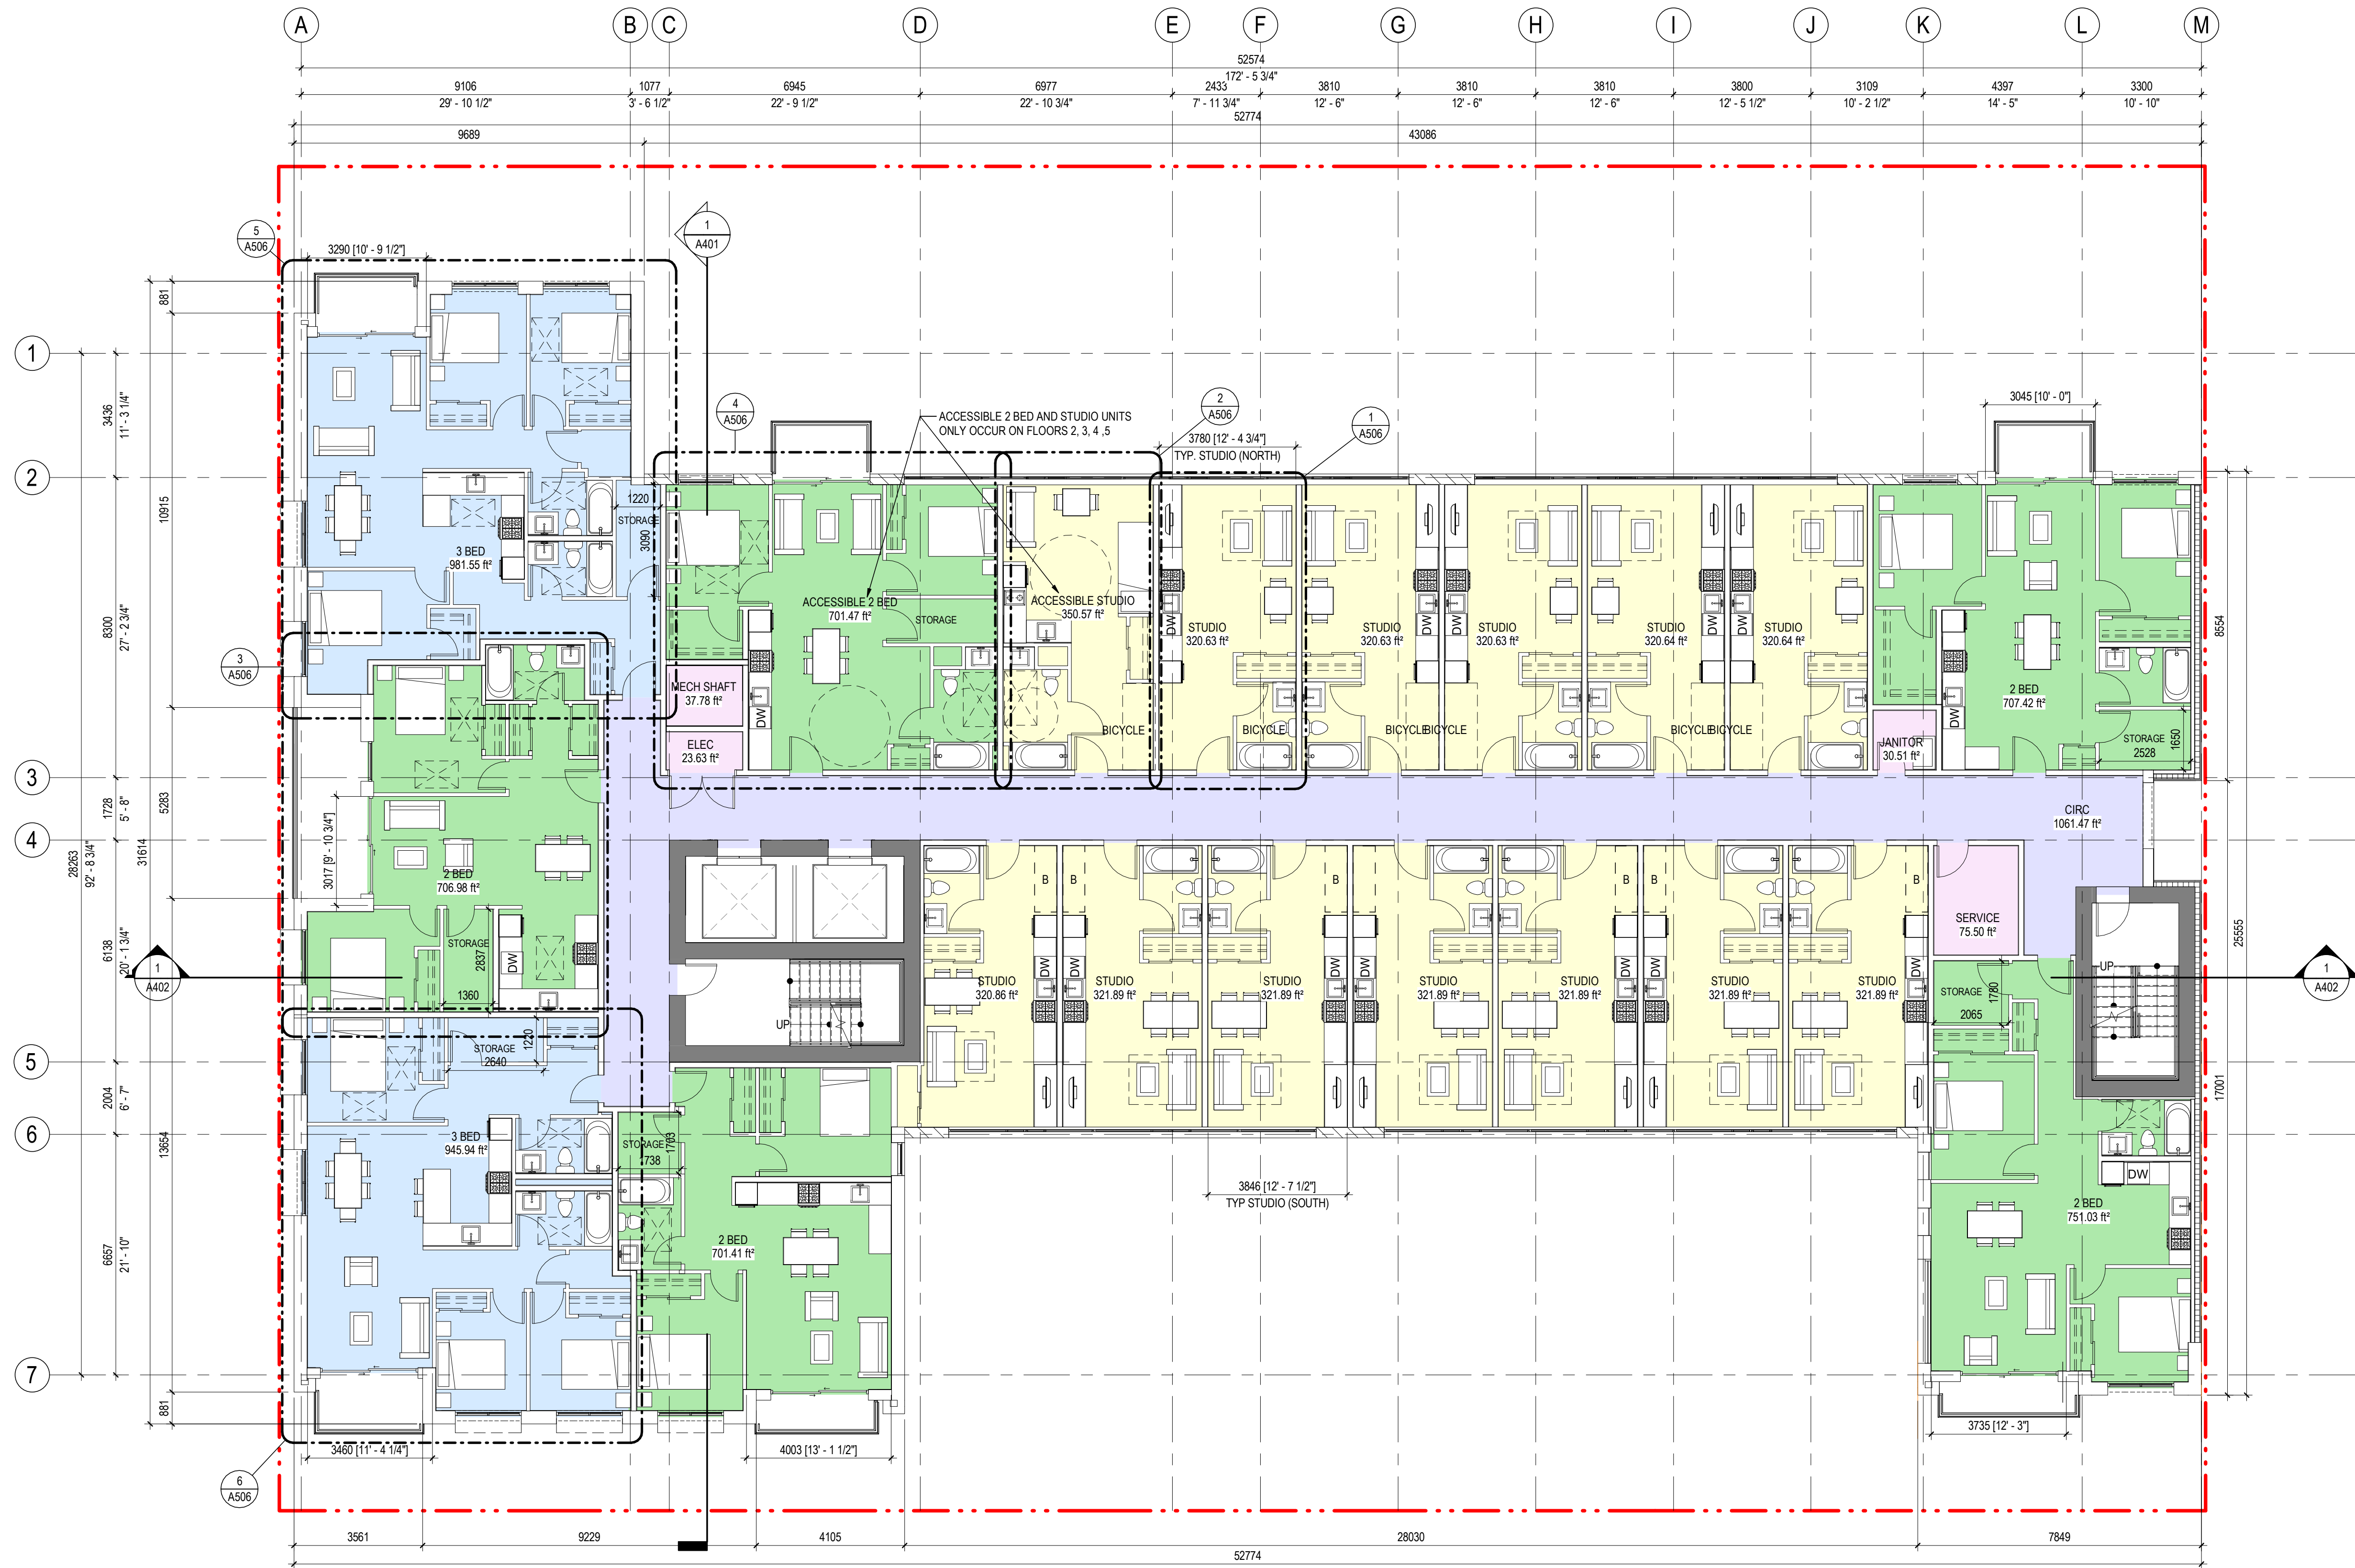 A B C D E F G H I J K L M
52574
172' - 5 3/4"
9106 1077 6945 6977 2433 3810 3810 3810 3800 3109 4397 3300
29' - 10 1/2" 3' - 6 1/2" 22' - 9 1/2" 22' - 10 3/4" 7' - 11 3/4" 12' - 6" 12' - 6" 12' - 6" 12' - 5 1/2" 10' - 2 1/2" 14' - 5" 10' - 10"
52774
9689 43086
5
A506
3290 [10' - 9 1/2"]
1
A401
881
1
3436
11' - 3 1/4"
4
A506
ACCESSIBLE 2 BED AND STUDIO UNITS
ONLY OCCUR ON FLOORS 2, 3, 4 ,5
2
A506
1
A506
3780 [12' - 4 3/4"]
TYP. STUDIO (NORTH)
3045 [10' - 0"]
2
10915
1220
STORAGE
3090
3 BED
981.55 ft²
8300
27' - 2 3/4"
8554
ACCESSIBLE 2 BED
701.47 ft²
STORAGE
ACCESSIBLE STUDIO
350.57 ft²
DW
STUDIO
320.63 ft²
STUDIO
320.63 ft²
DW
DW
STUDIO
320.63 ft²
STUDIO
320.64 ft²
DW
DW
STUDIO
320.64 ft²
3
A506
MECH SHAFT
37.78 ft²
DW
2 BED
707.42 ft²
DW
ELEC
23.63 ft²
BICYCLE
BICYCLE
BICYCLE
BICYCLE
BICYCLE
BICYCLE
JANITOR
30.51 ft²
STORAGE
2528
1650
3
1728
5' - 8"
5283
CIRC
1061.47 ft²
4
28263
92' - 8 3/4"
31614
3017 [9' - 10 3/4"]
2 BED
706.98 ft²
B
B
B
B
B
B
SERVICE
75.50 ft²
25555
6138
20' - 1 3/4"
STORAGE
2837
1360
DW
1
A402
DW
DW
DW
DW
DW
DW
DW
STUDIO
320.86 ft²
STUDIO
321.89 ft²
STUDIO
321.89 ft²
STUDIO
321.89 ft²
STUDIO
321.89 ft²
STUDIO
321.89 ft²
STUDIO
321.89 ft²
UP
1
A402
STORAGE
1780
2065
UP
STORAGE
2640
1220
5
2004
6' - 7"
17001
13654
6
3 BED
945.94 ft²
STORAGE
1763
1738
DW
3846 [12' - 7 1/2"]
TYP STUDIO (SOUTH)
2 BED
751.03 ft²
2 BED
701.41 ft²
6657
21' - 10"
7
881
3460 [11' - 4 1/4"]
4003 [13' - 1 1/2"]
3735 [12' - 3"]
6
A506
3561 9229 4105 28030 7849
52774